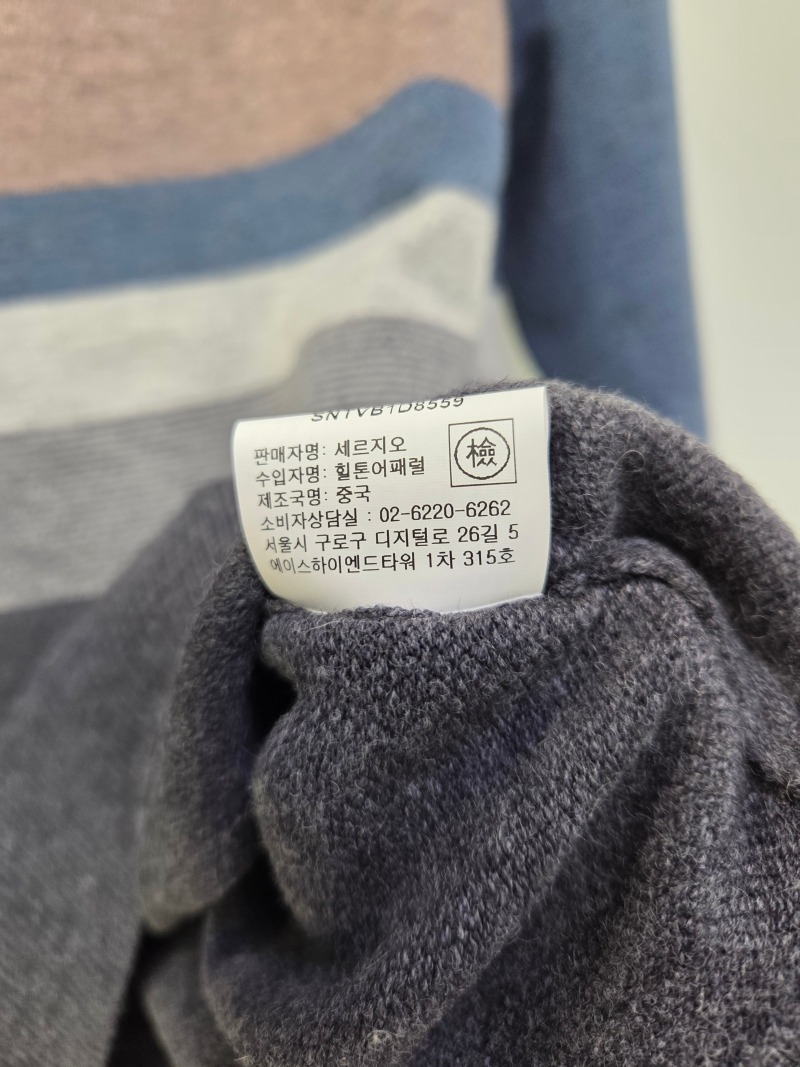 SNTVB1D8559
판매자명: 세르지오
檢
수입자명: 힐톤어패럴
제조국명: 중국
소비자상담실 : 02-6220-6262
서울시 구로구 디지털로 26길 5
에이스하이엔드타워 1차 315호